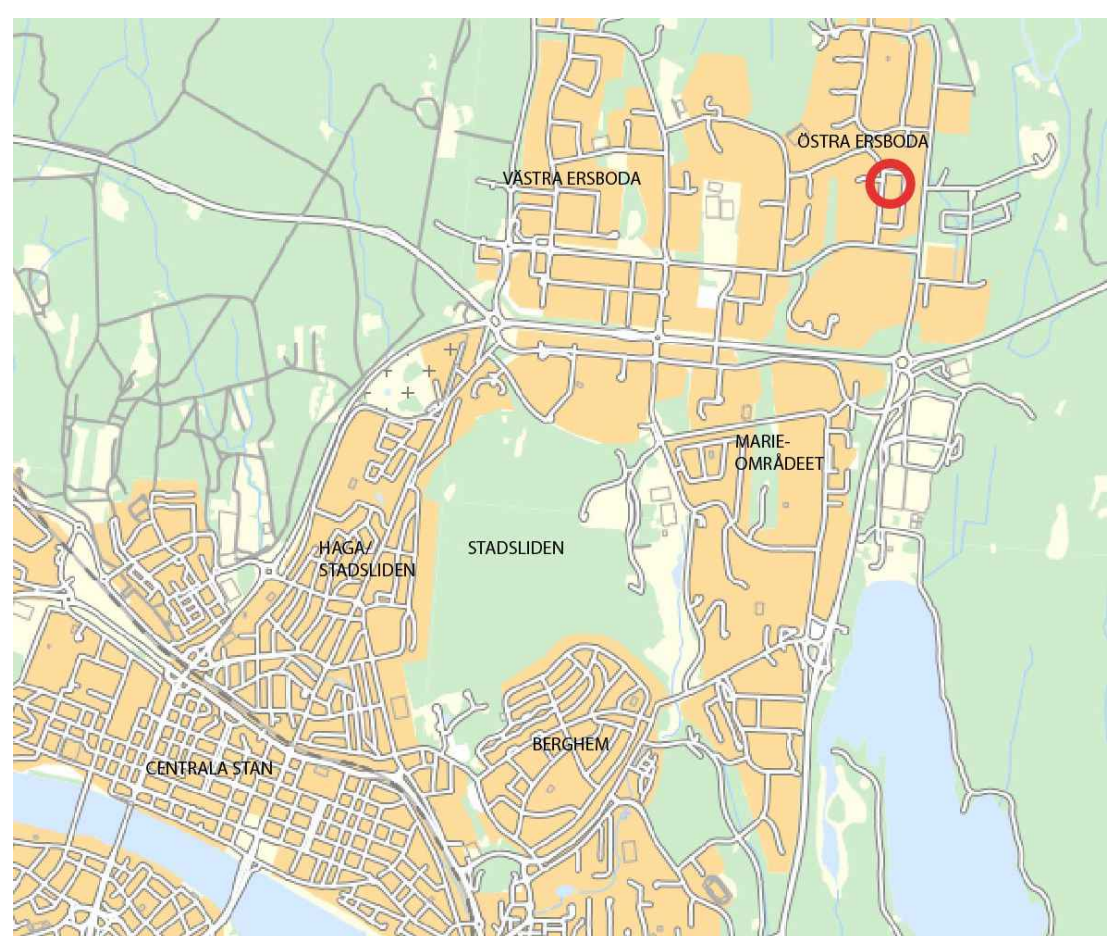 ÖSTRA ERSBODA
VÄSTRA ERSBODA
MARIE-
OMRÅDEET
HAGA/
STADSLIDEN
STADSLIDEN
BERGHEM
CENTRALA STAN